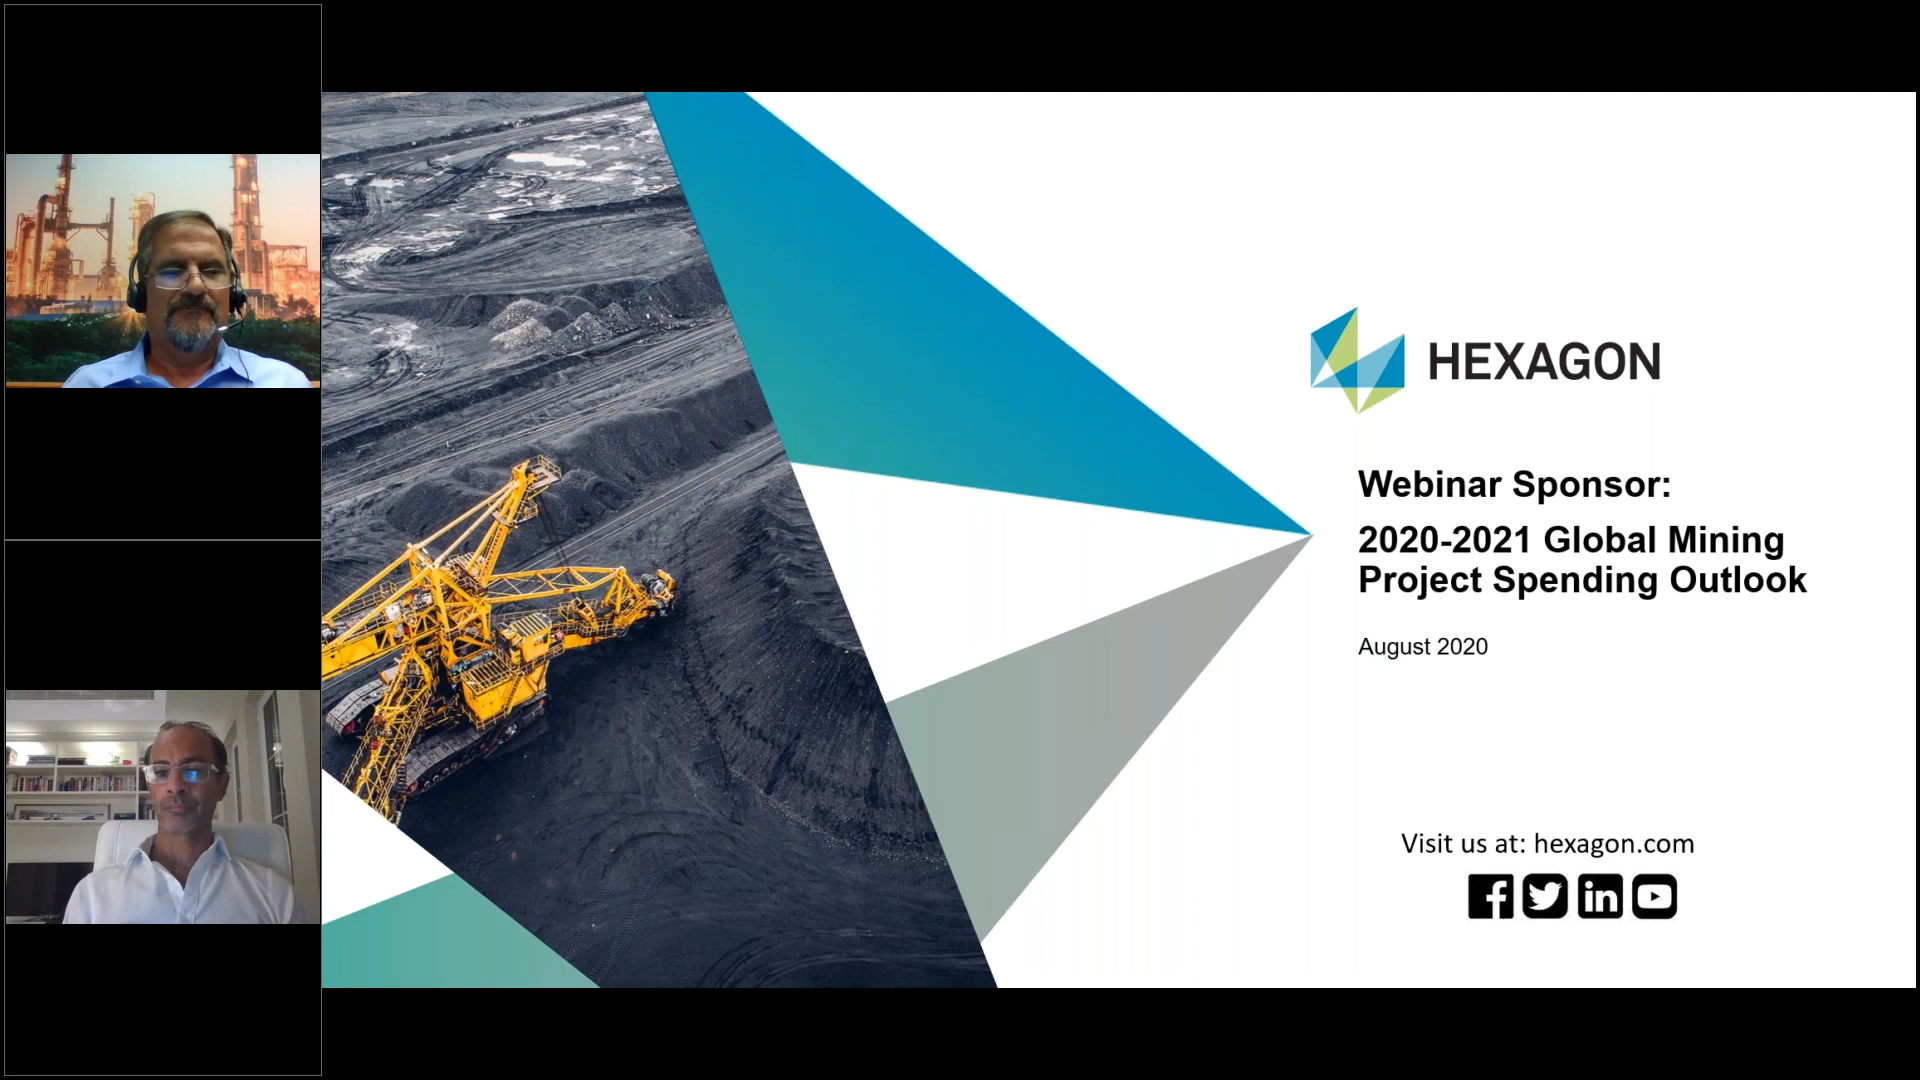 HEXAGON
Webinar Sponsor:
2020-2021 Global Mining
Project Spending Outlook
August 2020
Visit us at: hexagon.com